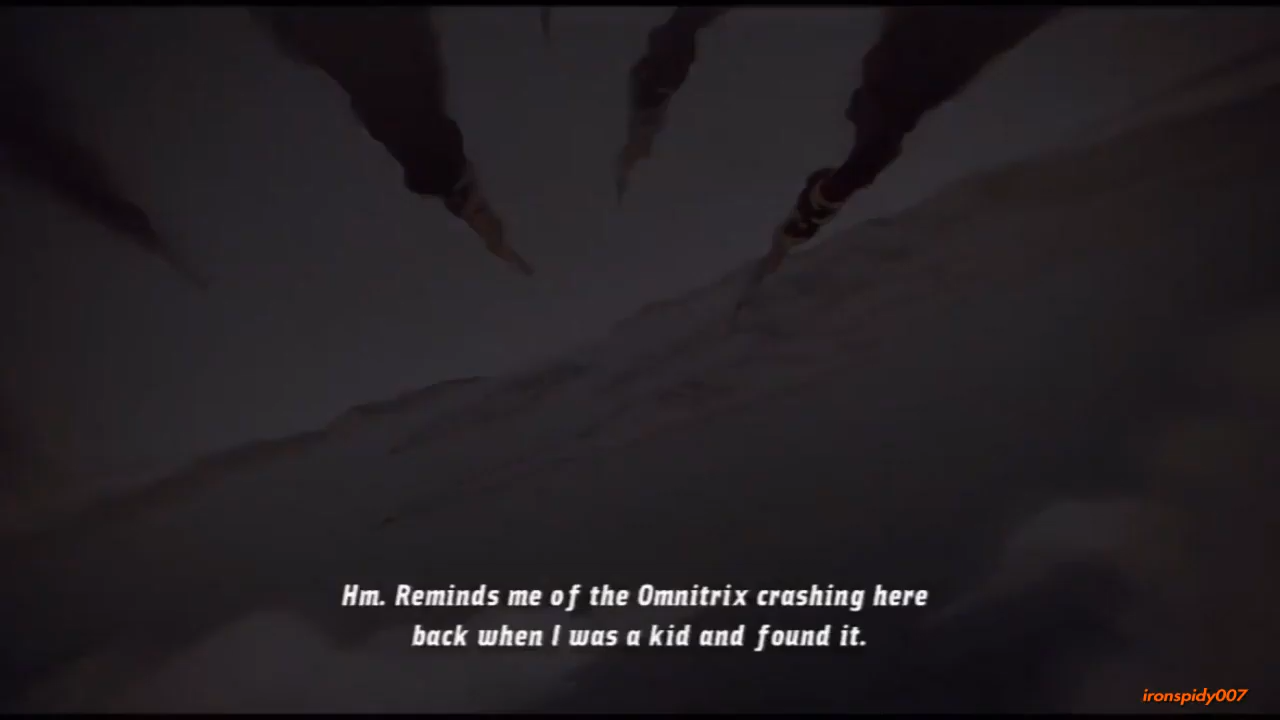 Hm. Reminds me of the Omnitrix crashing here
back when I was a kid and found it.
ironspidy007